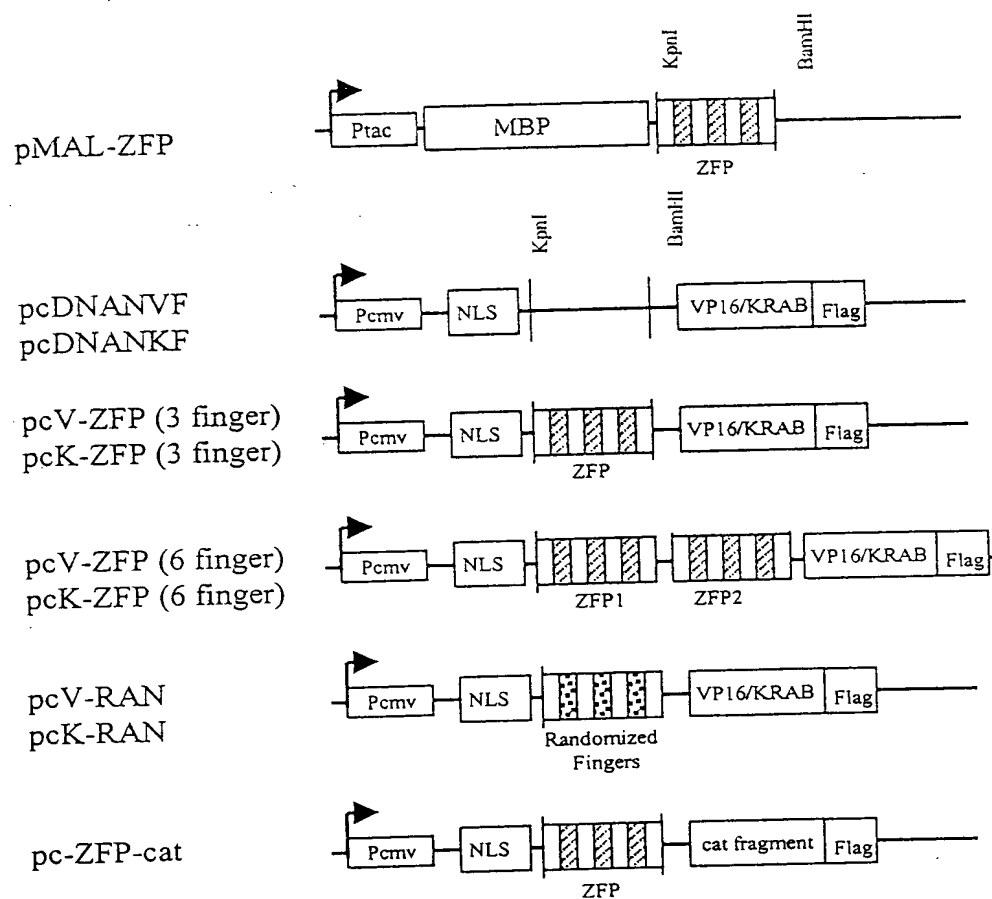 KpnI
BamHI
pMAL-ZFP
Ptac
MBP
ZFP
KpnI
BamHI
pcDNANVF
pcDNANKF
Pcmv
NLS
VP16/KRAB
Flag
pcV-ZFP (3 finger)
pcK-ZFP (3 finger)
Pcmv
NLS
ZFP
VP16/KRAB
Flag
pcV-ZFP (6 finger)
pcK-ZFP (6 finger)
Pcmv
NLS
ZFP1
ZFP2
VP16/KRAB
Flag
pcV-RAN
pcK-RAN
Pcmv
NLS
Randomized
Fingers
VP16/KRAB
Flag
pc-ZFP-cat
Pcmv
NLS
ZFP
cat fragment
Flag